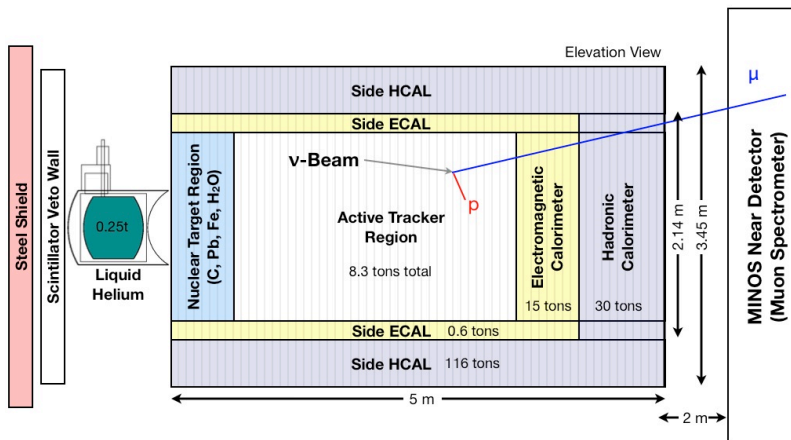 Elevation View
Steel Shield
Scintillator Veto Wall
0.25t
Liquid
Helium
Side HCAL
Side ECAL
Nuclear Target Region
(C, Pb, Fe, H₂O)
ν-Beam
p
μ
Active Tracker
Region
8.3 tons total
Electromagnetic
Calorimeter
15 tons
Hadronic
Calorimeter
30 tons
Side ECAL 0.6 tons
Side HCAL 116 tons
5 m
2.14 m
3.45 m
2 m
MINOS Near Detector
(Muon Spectrometer)